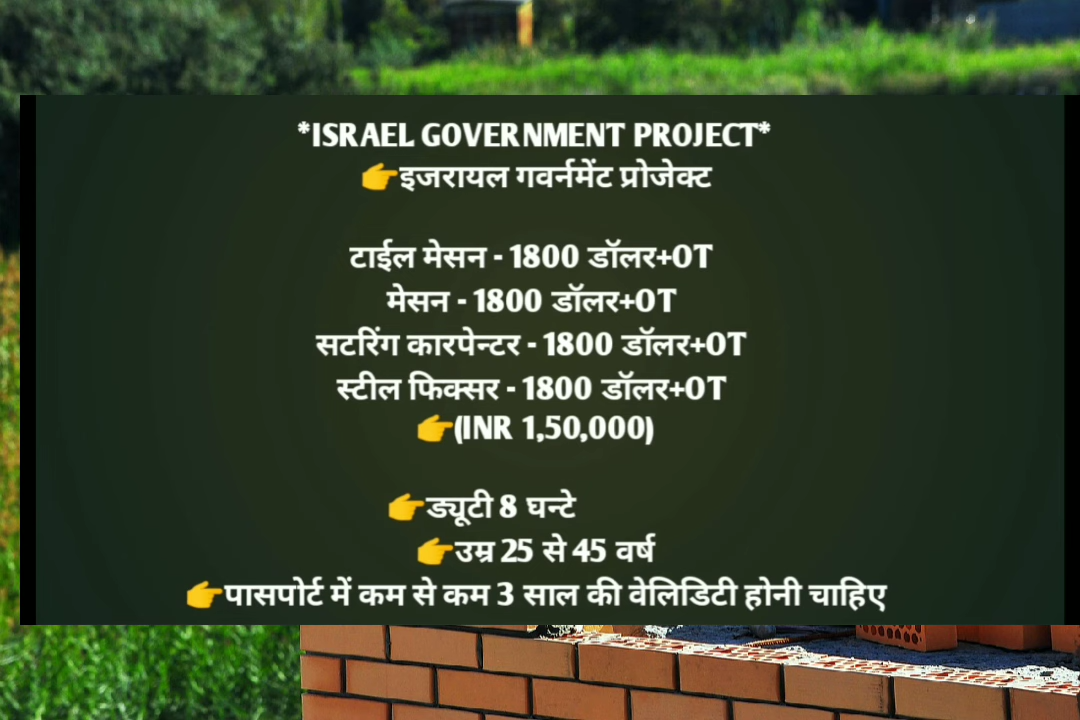 *ISRAEL GOVERNMENT PROJECT*
👉इजरायल गवर्नमेंट प्रोजेक्ट
टाईल मेसन - 1800 डॉलर+OT
मेसन - 1800 डॉलर+OT
सटरिंग कारपेन्टर - 1800 डॉलर+OT
स्टील फिक्सर - 1800 डॉलर+OT
👉(INR 1,50,000)
👉ड्यूटी 8 घन्टे
👉उम्र 25 से 45 वर्ष
👉पासपोर्ट में कम से कम 3 साल की वेलिडिटी होनी चाहिए